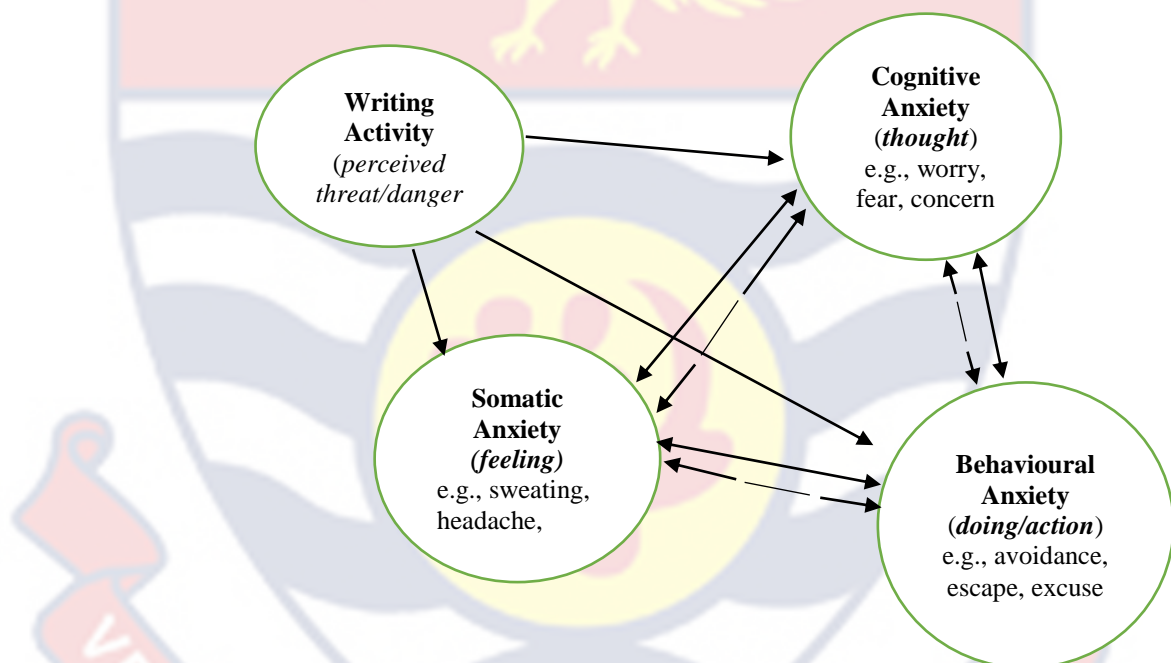 Writing
Activity
(perceived
threat/danger
Cognitive
Anxiety
(thought)
e.g., worry,
fear, concern
Somatic
Anxiety
(feeling)
e.g., sweating,
headache,
Behavioural
Anxiety
(doing/action)
e.g., avoidance,
escape, excuse